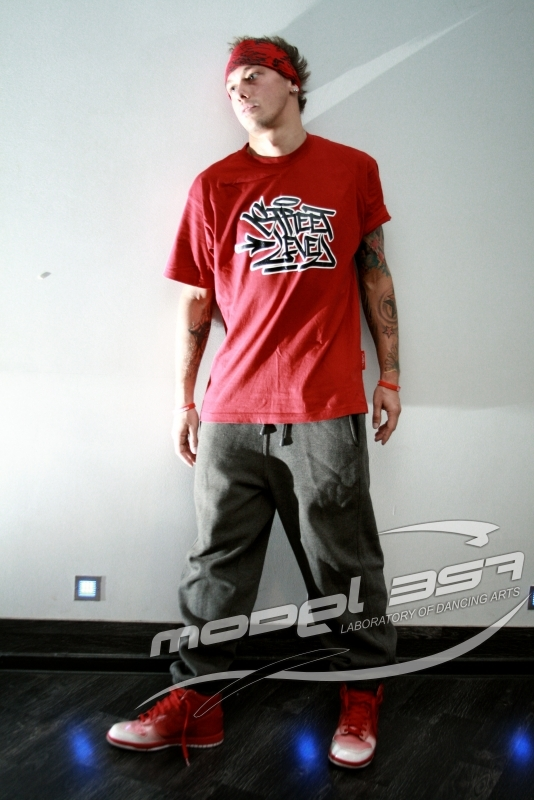 STREET
LEVEL
MODEL 357
LABORATORY OF DANCING ARTS